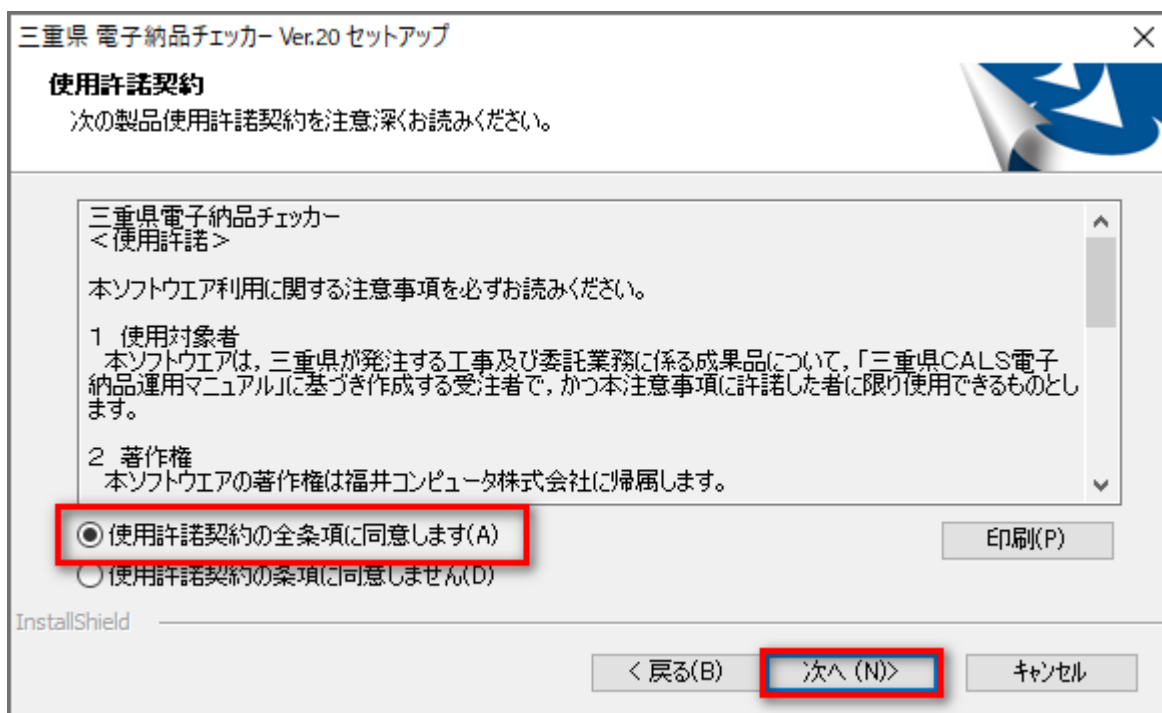 三重県 電子納品チェッカー Ver.20 セットアップ
使用許諾契約
次の製品使用許諾契約を注意深くお読みください。
三重県電子納品チェッカー
＜使用許諾＞
本ソフトウエア利用に関する注意事項を必ずお読みください。
１ 使用対象者
本ソフトウエアは，三重県が発注する工事及び委託業務に係る成果品について，「三重県ＣＡＬＳ電子
納品運用マニュアル」に基づき作成する受注者で，かつ本注意事項に許諾した者に限り使用できるものとし
ます。
２ 著作権
本ソフトウエアの著作権は福井コンピュータ株式会社に帰属します。
使用許諾契約の全条項に同意します(A)
印刷(P)
使用許諾契約の条項に同意しません(D)
InstallShield
< 戻る(B)
次へ (N)>
キャンセル